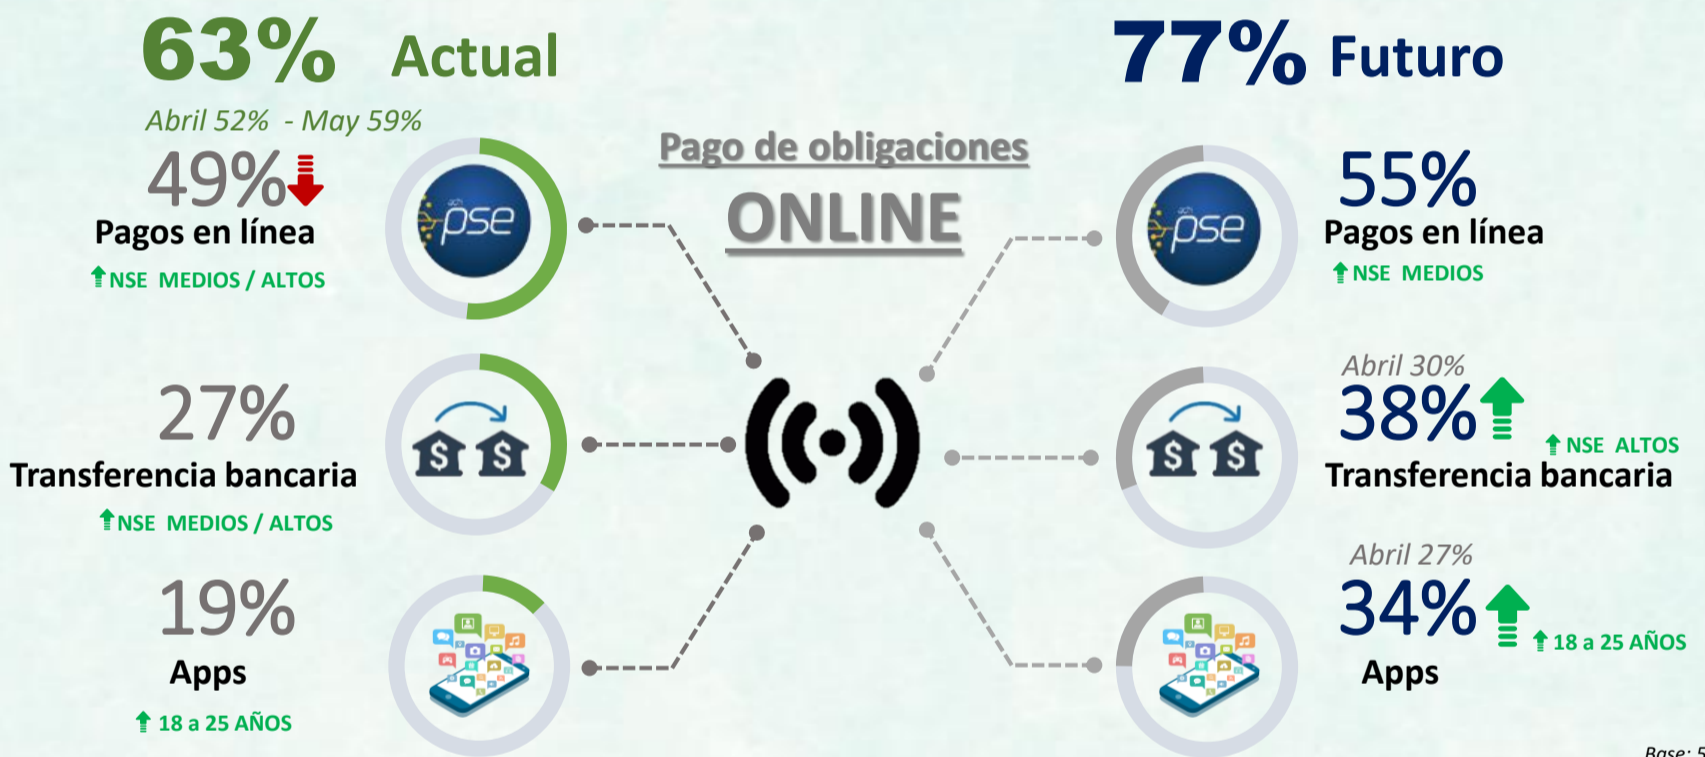 63% Actual
Abril 52% - May 59%
49%
Pagos en línea
NSE MEDIOS / ALTOS
pse
27%
Transferencia bancaria
NSE MEDIOS / ALTOS
$ $
19%
Apps
18 a 25 AÑOS
Pago de obligaciones
ONLINE
77% Futuro
pse
55%
Pagos en línea
NSE MEDIOS
$ $
Abril 30%
38%
NSE ALTOS
Transferencia bancaria
Abril 27%
34%
18 a 25 AÑOS
Apps
Base: 5